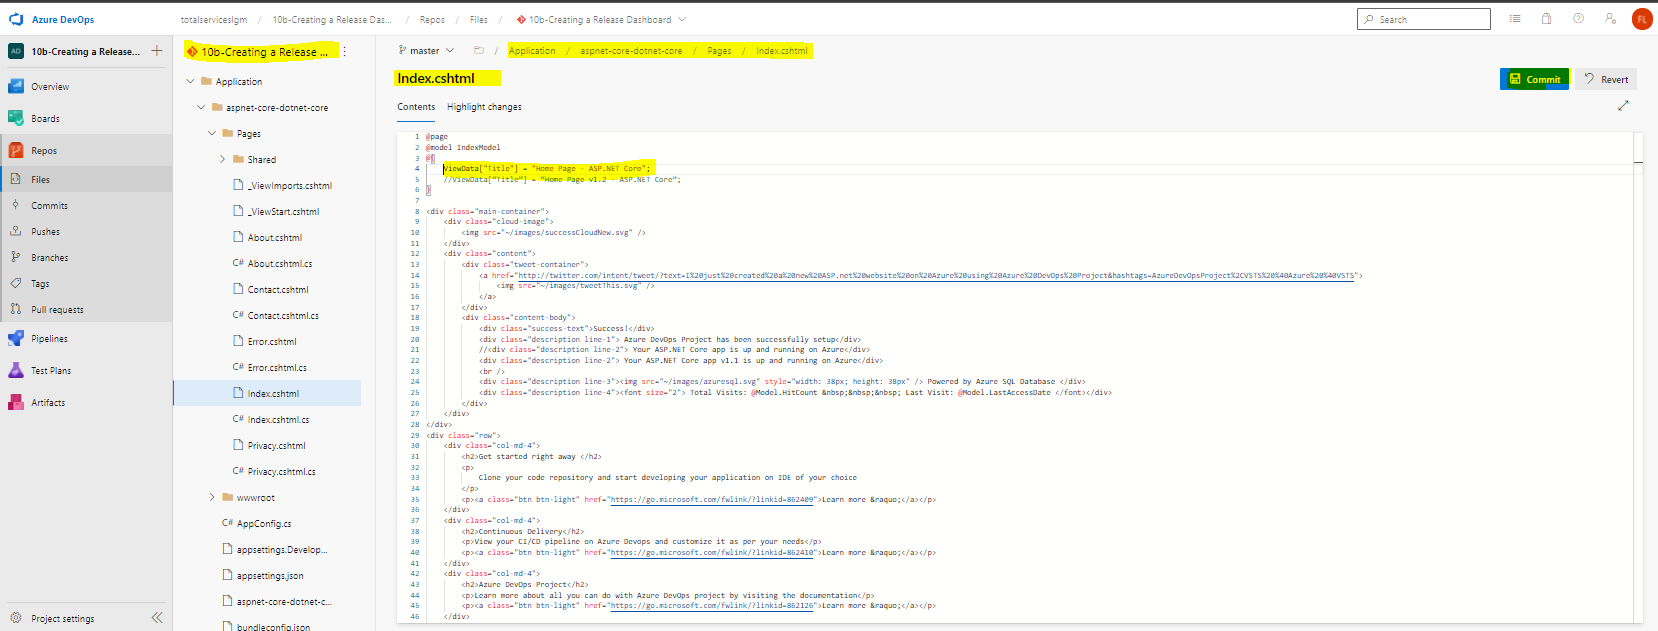 Azure DevOps
totalserviceslgm / 10b-Creating a Release Das... / Repos / Files / 10b-Creating a Release Dashboard
Search
FL
AD 10b-Creating a Release... +
Overview
Boards
Repos
Files
Commits
Pushes
Branches
Tags
Pull requests
Pipelines
Test Plans
Artifacts
Project settings
10b-Creating a Release ...
Application
aspnet-core-dotnet-core
Pages
Shared
_ViewImports.cshtml
_ViewStart.cshtml
About.cshtml
C# About.cshtml.cs
Contact.cshtml
C# Contact.cshtml.cs
Error.cshtml
C# Error.cshtml.cs
Index.cshtml
C# Index.cshtml.cs
Privacy.cshtml
C# Privacy.cshtml.cs
wwwroot
C# AppConfig.cs
appsettings.Develop...
appsettings.json
aspnet-core-dotnet-c...
bundleconfig.json
master / Application / aspnet-core-dotnet-core / Pages / Index.cshtml
Index.cshtml
Commit
Revert
Contents Highlight changes
1 @page
2 @model IndexModel
3 @{
4 ViewData["Title"] = "Home Page - ASP.NET Core";
5 //ViewData["Title"] = "Home Page v1.2 - ASP.NET Core";
6 }
7
8 <div class="main-container">
9 <div class="cloud-image">
10 <img src="~/images/successCloudNew.svg" />
11 </div>
12 <div class="content">
13 <div class="tweet-container">
14 <a href="http://twitter.com/intent/tweet/?text=I%20just%20created%20a%20new%20ASP.net%20website%20on%20Azure%20using%20Azure%20DevOps%20Project&hashtags=AzureDevOpsProject%2CVSTS%20%40Azure%20%40VSTS">
15 <img src="~/images/tweetThis.svg" />
16 </a>
17 </div>
18 <div class="content-body">
19 <div class="success-text">Success!</div>
20 <div class="description line-1"> Azure DevOps Project has been successfully setup</div>
21 //<div class="description line-2"> Your ASP.NET Core app is up and running on Azure</div>
22 <div class="description line-2"> Your ASP.NET Core app v1.1 is up and running on Azure</div>
23 <br />
24 <div class="description line-3"><img src="~/images/azuresql.svg" style="width: 38px; height: 38px" /> Powered by Azure SQL Database </div>
25 <div class="description line-4"><font size="2"> Total Visits: @Model.HitCount &nbsp;&nbsp;&nbsp; Last Visit: @Model.LastAccessDate </font></div>
26 </div>
27 </div>
28 </div>
29 <div class="row">
30 <div class="col-md-4">
31 <h2>Get started right away </h2>
32 <p>
33 Clone your code repository and start developing your application on IDE of your choice
34 </p>
35 <p><a class="btn btn-light" href="https://go.microsoft.com/fwlink/?linkid=862409">Learn more &raquo;</a></p>
36 </div>
37 <div class="col-md-4">
38 <h2>Continuous Delivery</h2>
39 <p>View your CI/CD pipeline on Azure Devops and customize it as per your needs</p>
40 <p><a class="btn btn-light" href="https://go.microsoft.com/fwlink/?linkid=862410">Learn more &raquo;</a></p>
41 </div>
42 <div class="col-md-4">
43 <h2>Azure DevOps Project</h2>
44 <p>Learn more about all you can do with Azure DevOps project by visiting the documentation</p>
45 <p><a class="btn btn-light" href="https://go.microsoft.com/fwlink/?linkid=862126">Learn more &raquo;</a></p>
46 </div>